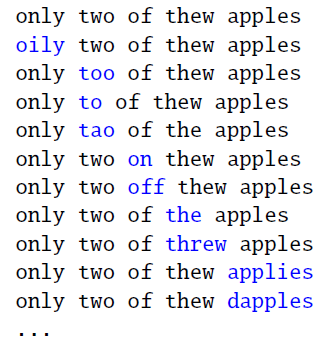 only two of thew apples
oily two of thew apples
only too of thew apples
only to of thew apples
only tao of the apples
only two on thew apples
only two off thew apples
only two of the apples
only two of threw apples
only two of thew applies
only two of thew dapples
...